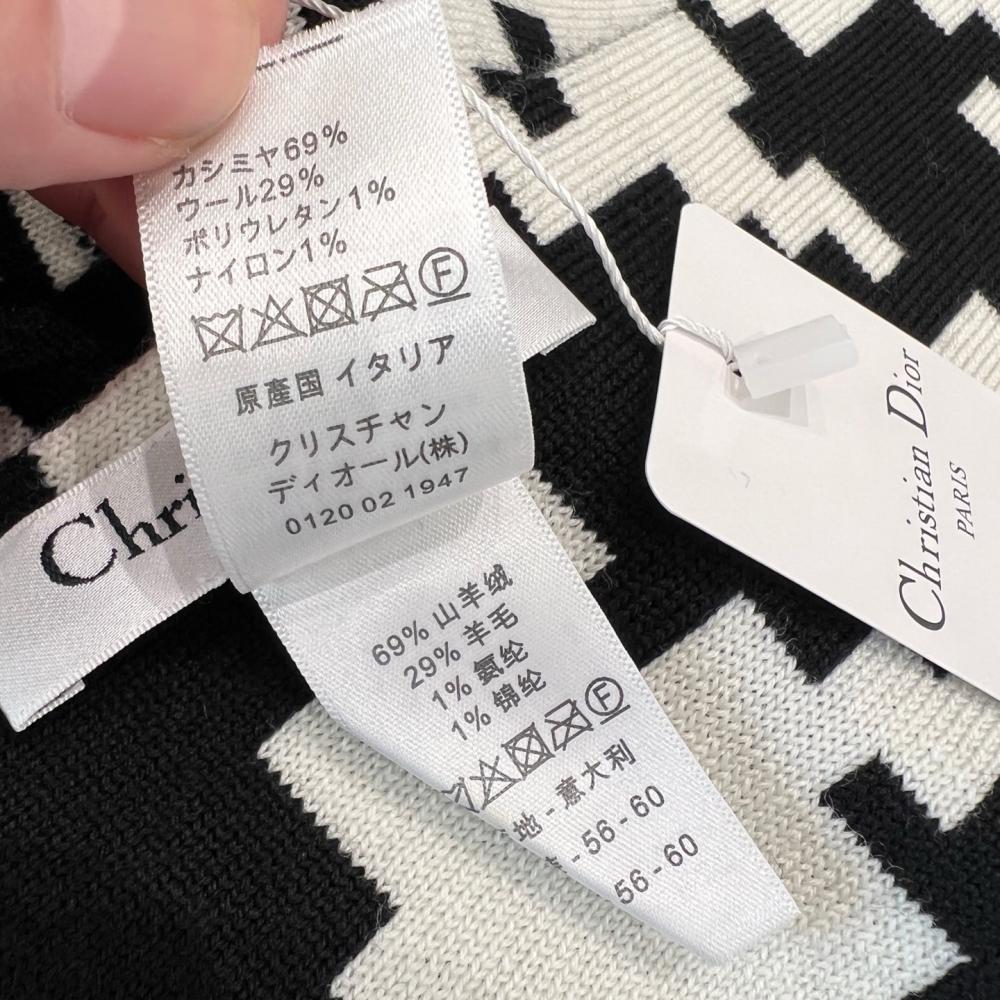 カシミヤ69%
ウール29%
ポリウレタン1%
ナイロン1%
F
原産国 イタリア
クリスチャン
ディオール(株)
0120 02 1947
Chri
69% 山羊绒
29% 羊毛
1% 氨纶
1% 锦纶
F
地 - 意大利
- 56 - 60
56 - 60
Christian Dior
PARIS